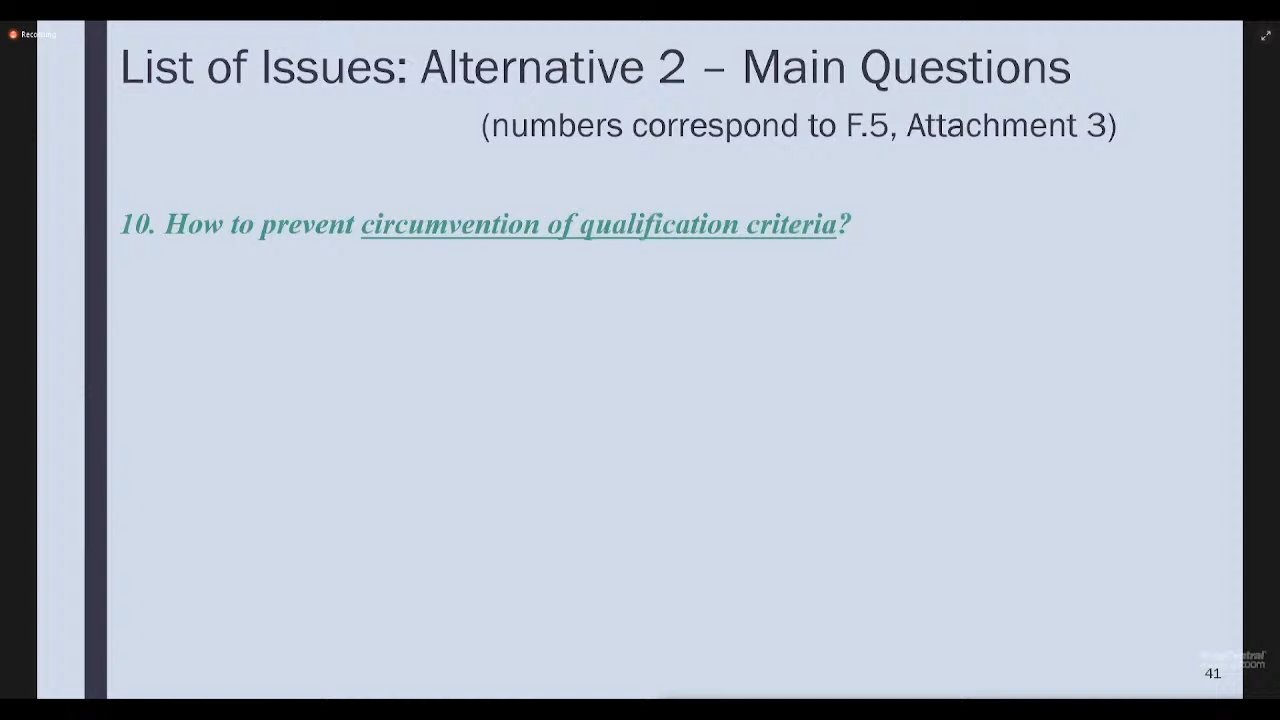 Recording
List of Issues: Alternative 2 – Main Questions
(numbers correspond to F.5, Attachment 3)
10. How to prevent circumvention of qualification criteria?
zoom
41